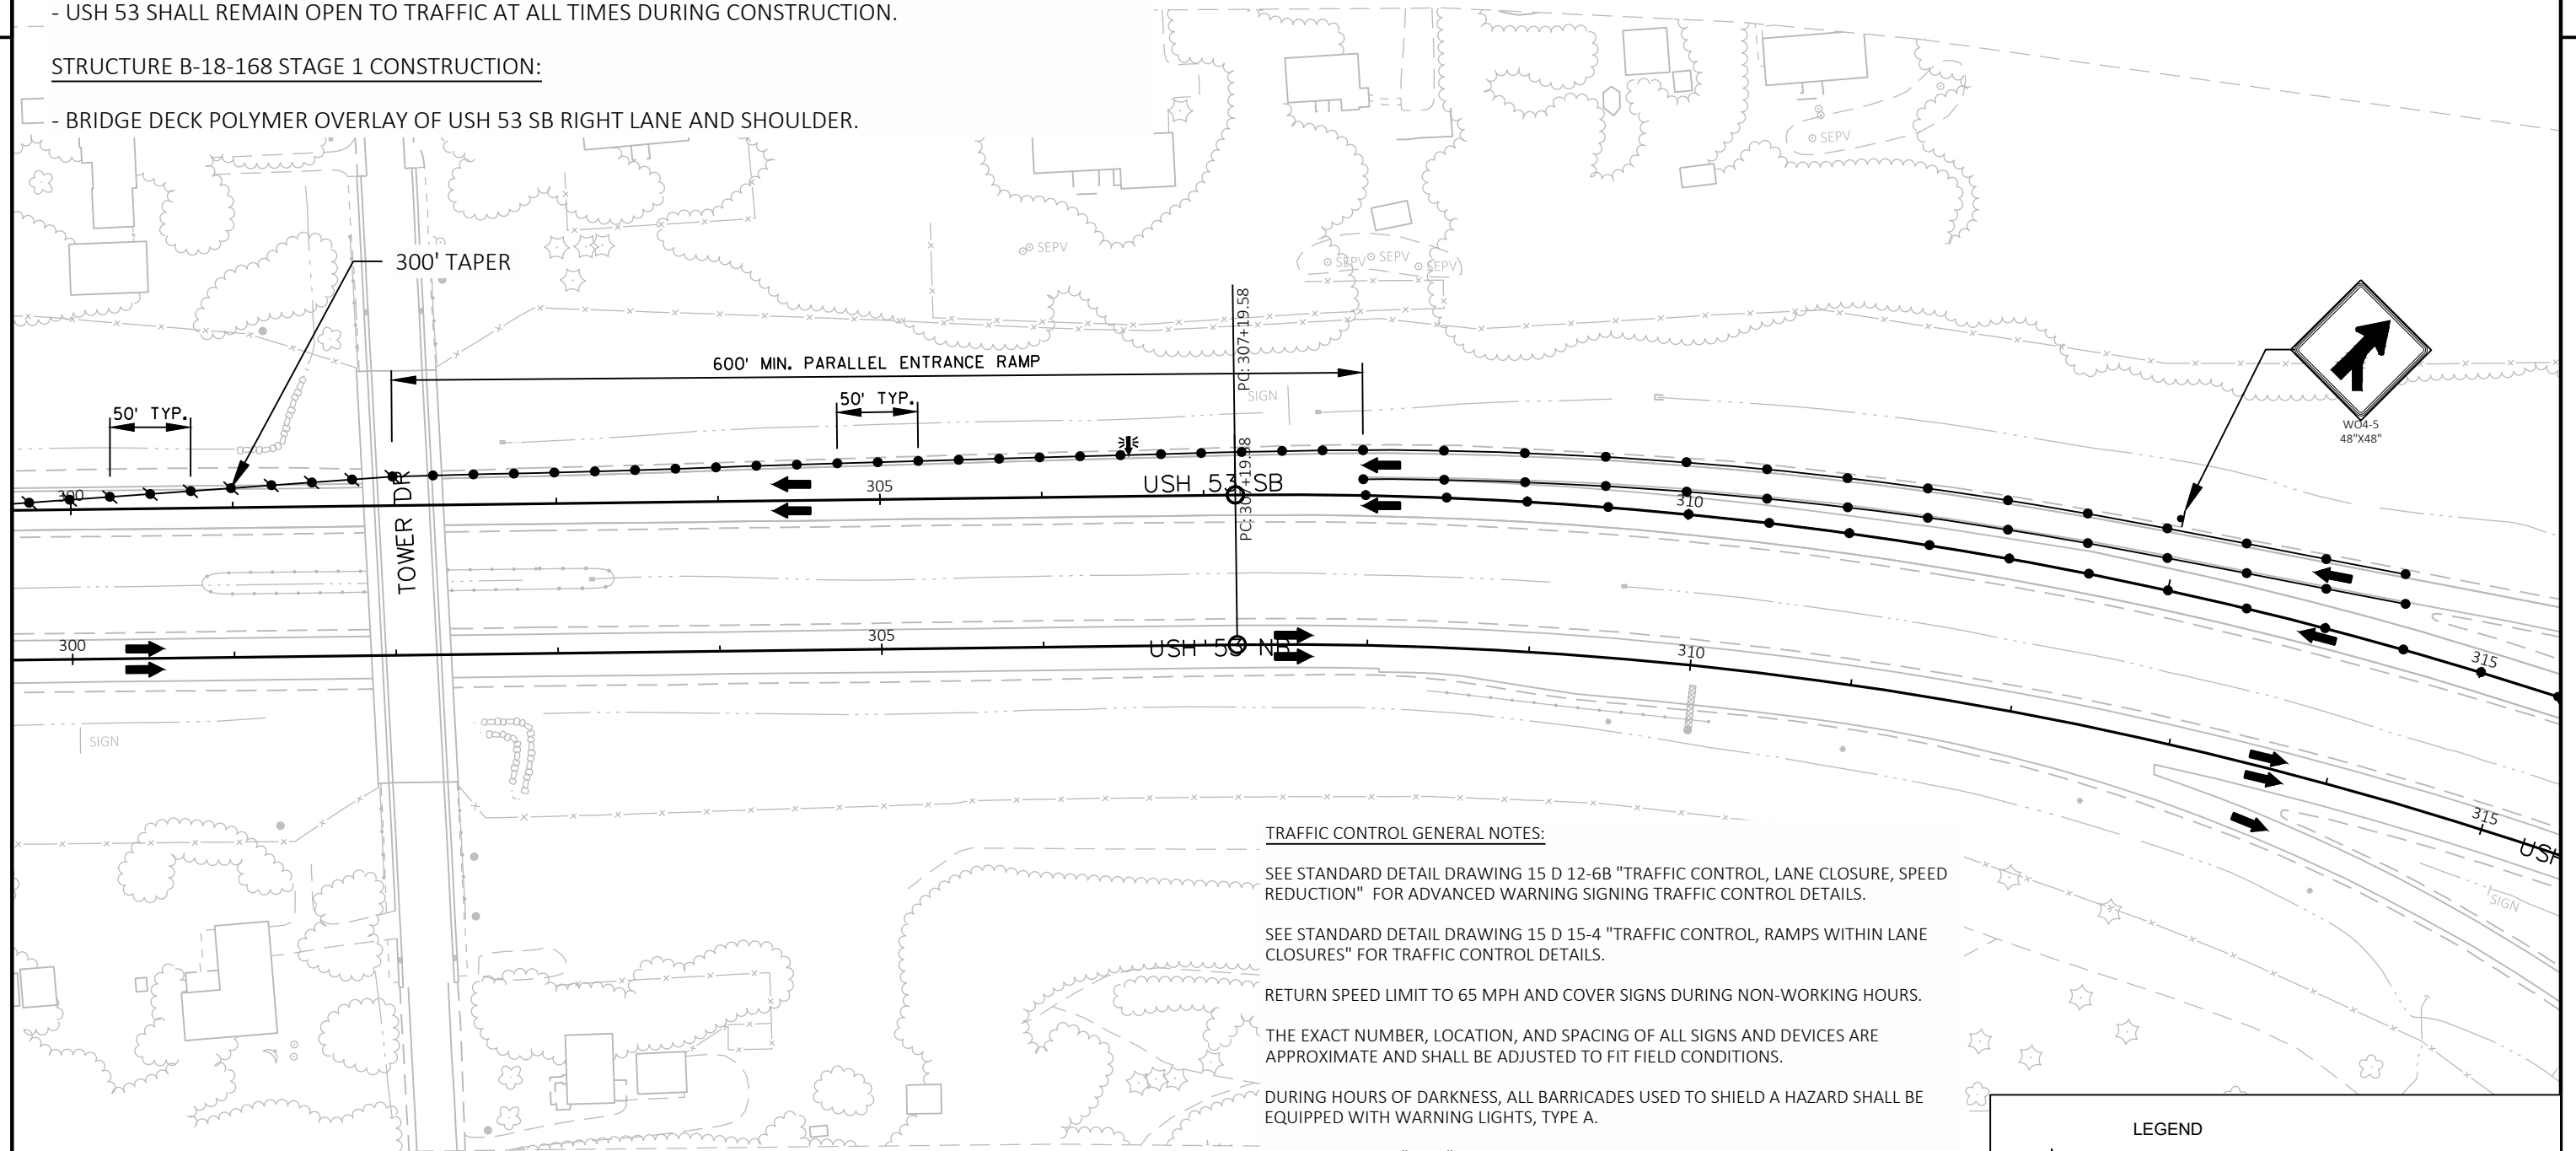 - USH 53 SHALL REMAIN OPEN TO TRAFFIC AT ALL TIMES DURING CONSTRUCTION.
STRUCTURE B-18-168 STAGE 1 CONSTRUCTION:
- BRIDGE DECK POLYMER OVERLAY OF USH 53 SB RIGHT LANE AND SHOULDER.
SEPV
SEPV
SEPV
SEPV
SEPV
300' TAPER
PC: 307+19.58
600' MIN. PARALLEL ENTRANCE RAMP
SIGN
50' TYP.
50' TYP.
WO4-5
48"X48"
300
TOWER DR
305
USH 53 SB
PC: 307+19.58
310
315
300
305
USH 53 NB
310
315
USH
SIGN
SIGN
TRAFFIC CONTROL GENERAL NOTES:
SEE STANDARD DETAIL DRAWING 15 D 12-6B "TRAFFIC CONTROL, LANE CLOSURE, SPEED
REDUCTION" FOR ADVANCED WARNING SIGNING TRAFFIC CONTROL DETAILS.
SEE STANDARD DETAIL DRAWING 15 D 15-4 "TRAFFIC CONTROL, RAMPS WITHIN LANE
CLOSURES" FOR TRAFFIC CONTROL DETAILS.
RETURN SPEED LIMIT TO 65 MPH AND COVER SIGNS DURING NON-WORKING HOURS.
THE EXACT NUMBER, LOCATION, AND SPACING OF ALL SIGNS AND DEVICES ARE
APPROXIMATE AND SHALL BE ADJUSTED TO FIT FIELD CONDITIONS.
DURING HOURS OF DARKNESS, ALL BARRICADES USED TO SHIELD A HAZARD SHALL BE
EQUIPPED WITH WARNING LIGHTS, TYPE A.
LEGEND